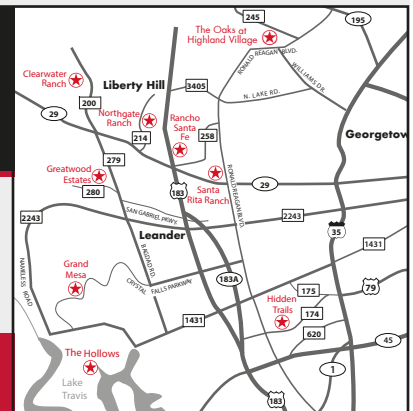 245
195
The Oaks at
Highland Village
RONALD REAGAN BLVD.
WILLIAMS DR.
Clearwater
Ranch
Liberty Hill
3405
N. LAKE RD.
200
29
Northgate
Ranch
Rancho
Santa
Fe
214
258
Georgetow
279
Greatwood
Estates
280
183
Santa
Rita Ranch
RONALD REAGAN BLVD.
29
2243
SAN GABRIEL PKWY.
2243
35
Leander
1431
NAMELESS ROAD
BAGDAD RD.
Grand
Mesa
CRYSTAL FALLS PARKWAY
183A
175
79
Hidden
Trails
174
1431
620
45
The Hollows
Lake
Travis
1
183